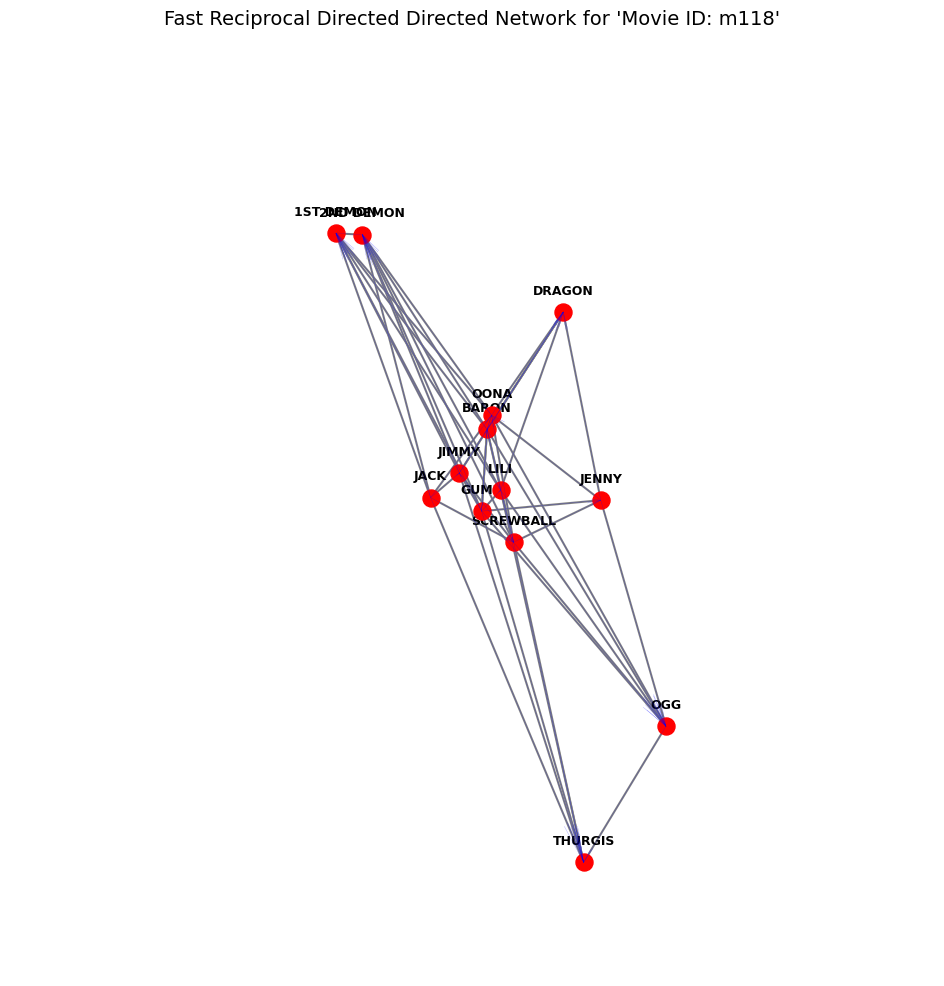 Fast Reciprocal Directed Directed Network for 'Movie ID: m118'
1ST DEMON
2ND DEMON
DRAGON
OONA
BARON
JIMMY
LILI
JACK
JENNY
GUM
SCREWBALL
OGG
THURGIS